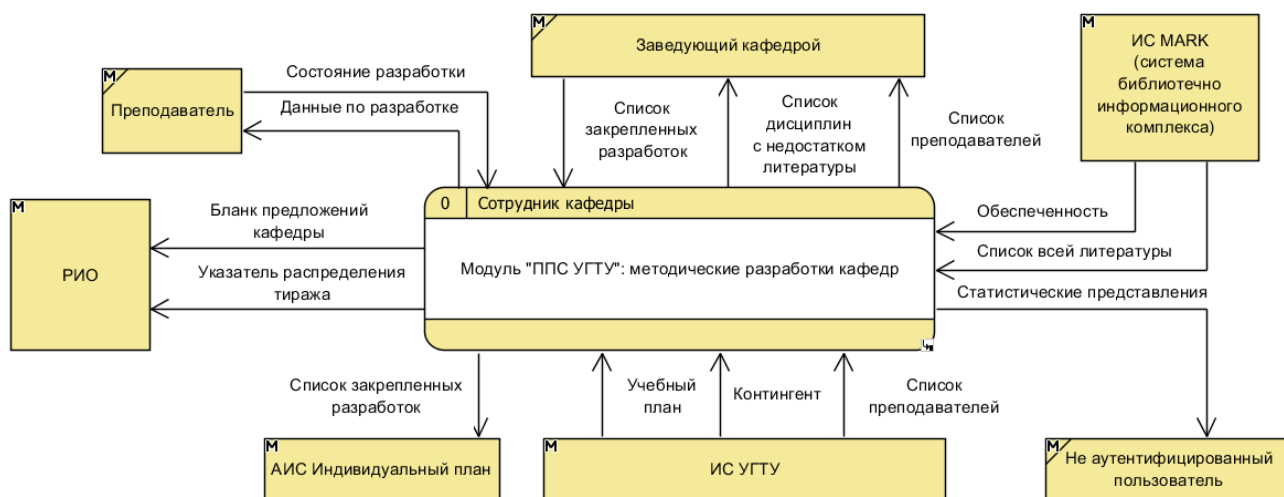 M
Заведующий кафедрой
M
ИС MARK
(система
библиотечно
информационного
комплекса)
M
Преподаватель
Состояние разработки
Данные по разработке
Список
закрепленных
разработок
Список
дисциплин
с недостатком
литературы
Список
преподавателей
0
Сотрудник кафедры
Модуль "ППС УГТУ": методические разработки кафедр
Обеспеченность
Список всей литературы
Статистические представления
M
РИО
Бланк предложений
кафедры
Указатель распределения
тиража
Список закрепленных
разработок
Учебный
план
Контингент
Список
преподавателей
M
АИС Индивидуальный план
M
ИС УГТУ
M
Не аутентифицированный
пользователь